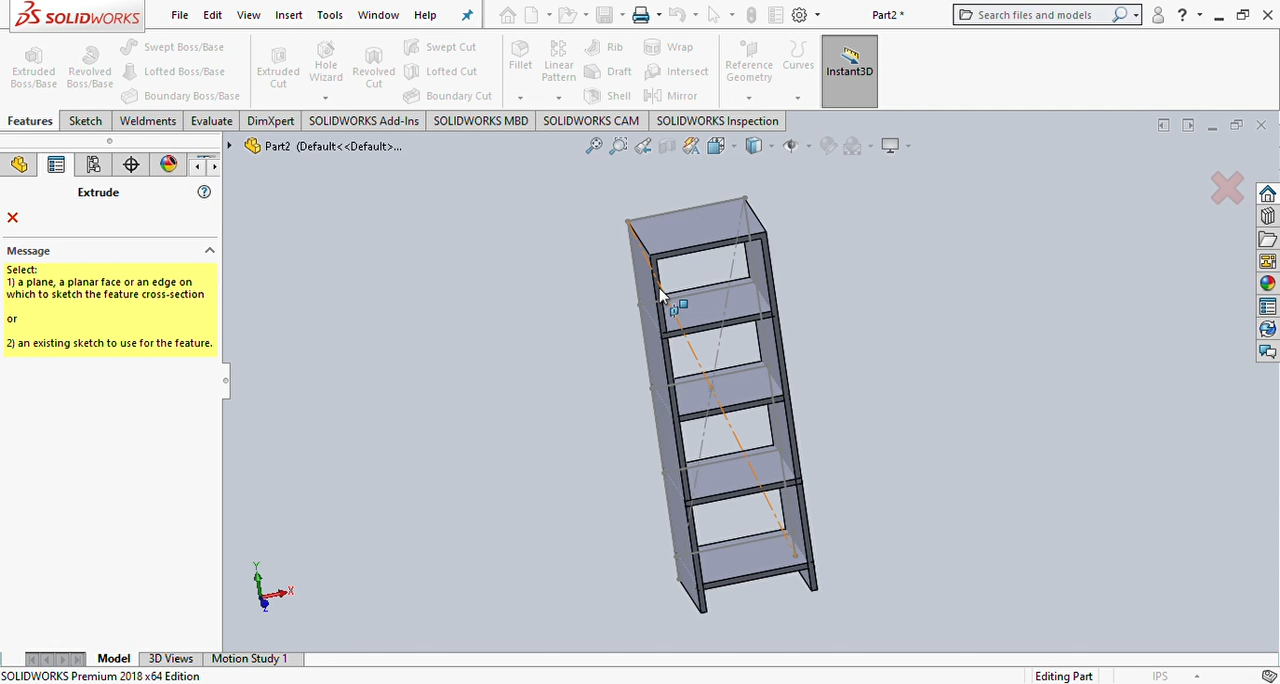 SOLIDWORKS File Edit View Insert Tools Window Help Part2 * Search files and models ?
Extruded Boss/Base Revolved Boss/Base Swept Boss/Base Lofted Boss/Base Boundary Boss/Base Extruded Cut Hole Wizard Revolved Cut Swept Cut Lofted Cut Boundary Cut Fillet Linear Pattern Rib Draft Shell Wrap Intersect Mirror Reference Geometry Curves Instant3D
Features Sketch Weldments Evaluate DimXpert SOLIDWORKS Add-Ins SOLIDWORKS MBD SOLIDWORKS CAM SOLIDWORKS Inspection
Part2 (Default<<Default>...
Extrude ?
Message
Select:
1) a plane, a planar face or an edge on
which to sketch the feature cross-section
or
2) an existing sketch to use for the feature.
Y
X
Z
Model 3D Views Motion Study 1
SOLIDWORKS Premium 2018 x64 Edition Editing Part IPS